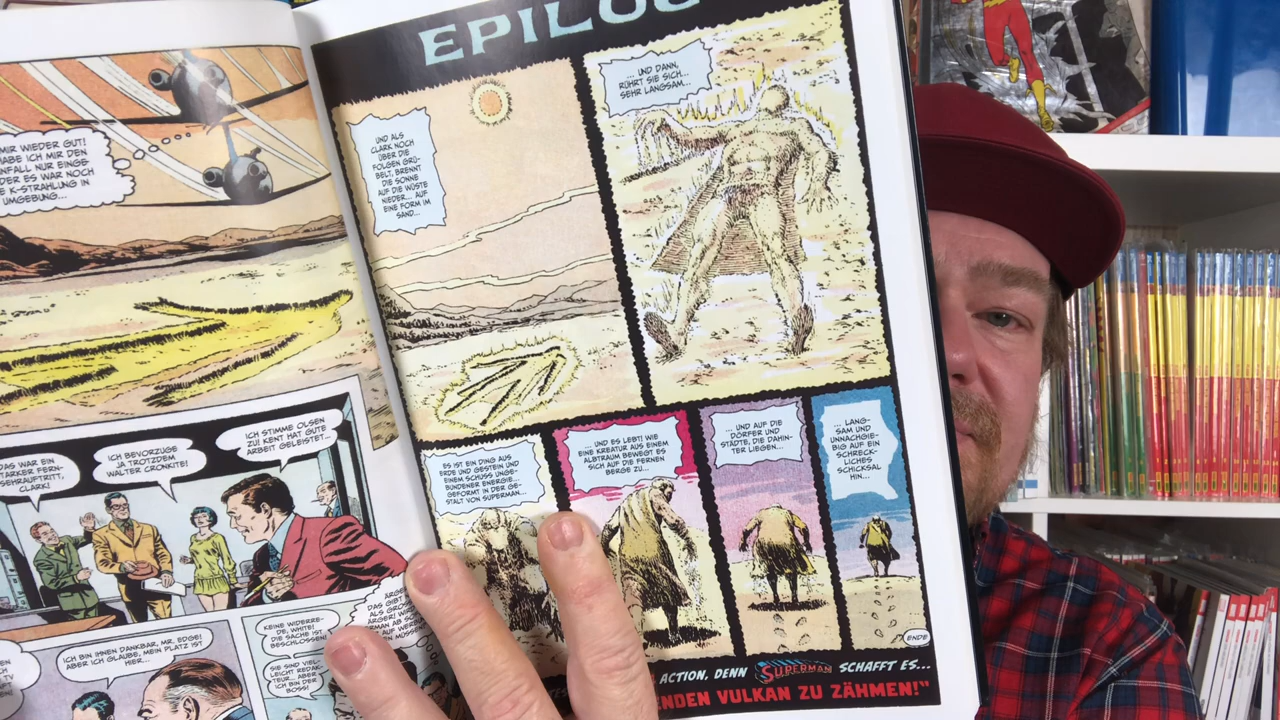 MIR WIEDER GUT!
HABE ICH MIR DEN
NFALL NUR EINGE-
DER ES WAR NOCH
E K-STRAHLUNG IN
UMGEBUNG...
DAS WAR EIN
STARKER FERN-
SEHRAUFTRITT,
CLARK!
ICH BEVORZUGE
JA TROTZDEM
WALTER CRONKITE!
ICH STIMME OLSEN
ZU! KENT HAT GUTE
ARBEIT GELEISTET...
ICH BIN IHNEN DANKBAR, MR. EDGE!
ABER ICH GLAUBE, MEIN PLATZ IST
HIER...
KEINE WIDERRE-
DE, WHITE!
DIE SACHE IST
BESCHLOSSEN!
SIE SIND VIEL-
LEICHT REDAK-
TEUR... ABER
ICH BIN DER
BOSS!
EPILOG
UND ALS
CLARK NOCH
ÜBER DIE
FOLGEN GRÜ-
BELT, BRENNT
DIE SONNE
AUF DIE WÜSTE
NIEDER... AUF
EINE FORM IM
SAND...
... UND DANN,
RÜHRT SIE SICH...
SEHR LANGSAM...
ES IST EIN DING AUS
ERDE UND GESTEIN UND
EINEM SCHUSS UNGE-
BUNDENER ENERGIE...
GEFORMT IN DER GE-
STALT VON SUPERMAN...
... UND ES LEBT! WIE
EINE KREATUR AUS EINEM
ALBTRAUM BEWEGT ES
SICH AUF DIE FERNEN
BERGE ZU...
... UND AUF DIE
DÖRFER UND
STÄDTE, DIE DAHIN-
TER LIEGEN...
... LANG-
SAM UND
UNNACHGIE-
BIG AUF EIN
SCHRECK-
LICHES
SCHICKSAL
HIN...
ENDE
ACTION, DENN SUPERMAN SCHAFFT ES...
ENDEN VULKAN ZU ZÄHMEN!"